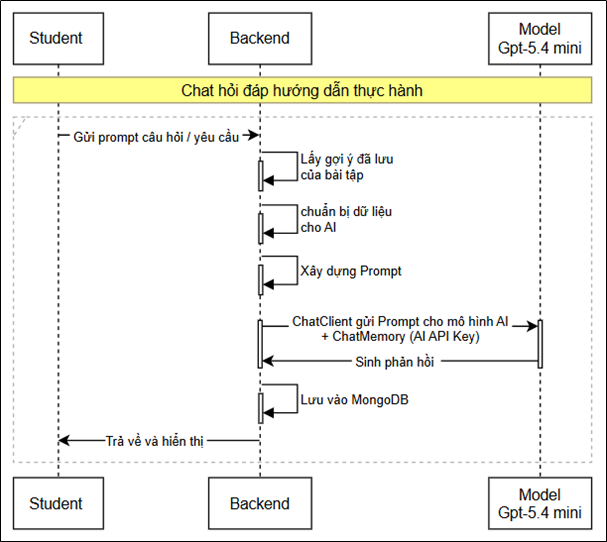 Student
Backend
Model
Gpt-5.4 mini
Chat hỏi đáp hướng dẫn thực hành
Gửi prompt câu hỏi / yêu cầu
Lấy gợi ý đã lưu
của bài tập
chuẩn bị dữ liệu
cho AI
Xây dựng Prompt
ChatClient gửi Prompt cho mô hình AI
+ ChatMemory (AI API Key)
Sinh phản hồi
Lưu vào MongoDB
Trả về và hiển thị
Student
Backend
Model
Gpt-5.4 mini